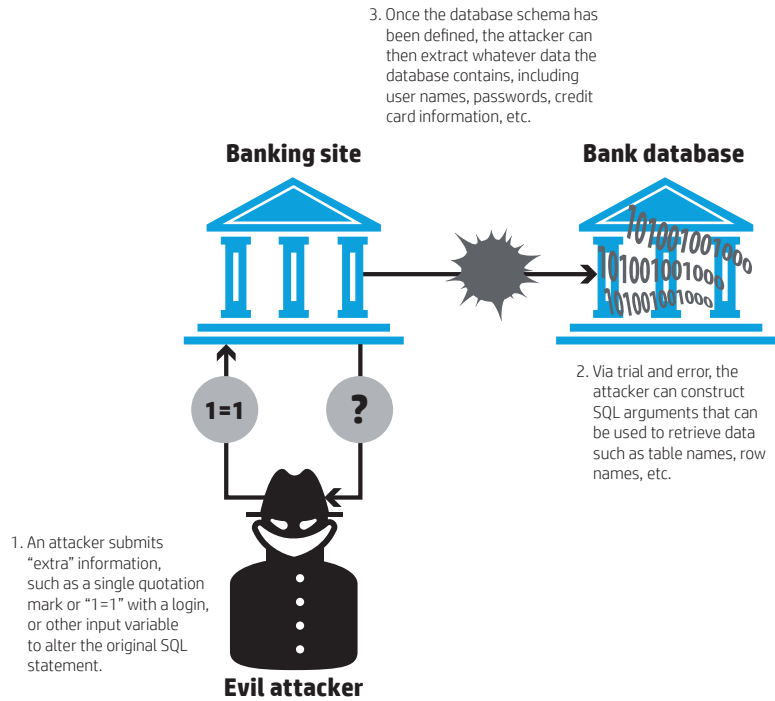 3. Once the database schema has
been defined, the attacker can
then extract whatever data the
database contains, including
user names, passwords, credit
card information, etc.
Banking site
Bank database
101001001000
101001001000
101001001000
2. Via trial and error, the
attacker can construct
SQL arguments that can
be used to retrieve data
such as table names, row
names, etc.
1=1
?
1. An attacker submits
“extra” information,
such as a single quotation
mark or “1=1” with a login,
or other input variable
to alter the original SQL
statement.
Evil attacker